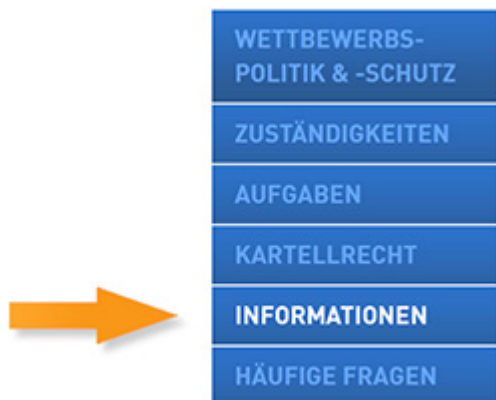 WETTBEWERBS-
POLITIK & -SCHUTZ
ZUSTÄNDIGKEITEN
AUFGABEN
KARTELLRECHT
INFORMATIONEN
HÄUFIGE FRAGEN